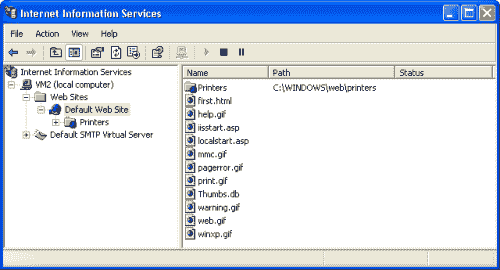 Internet Information Services
File Action View Help
Internet Information Services
VM2 (local computer)
Web Sites
Default Web Site
Printers
Default SMTP Virtual Server
Name Path Status
Printers C:\WINDOWS\web\printers
first.html
help.gif
iisstart.asp
localstart.asp
mmc.gif
pagerror.gif
print.gif
Thumbs.db
warning.gif
web.gif
winxp.gif